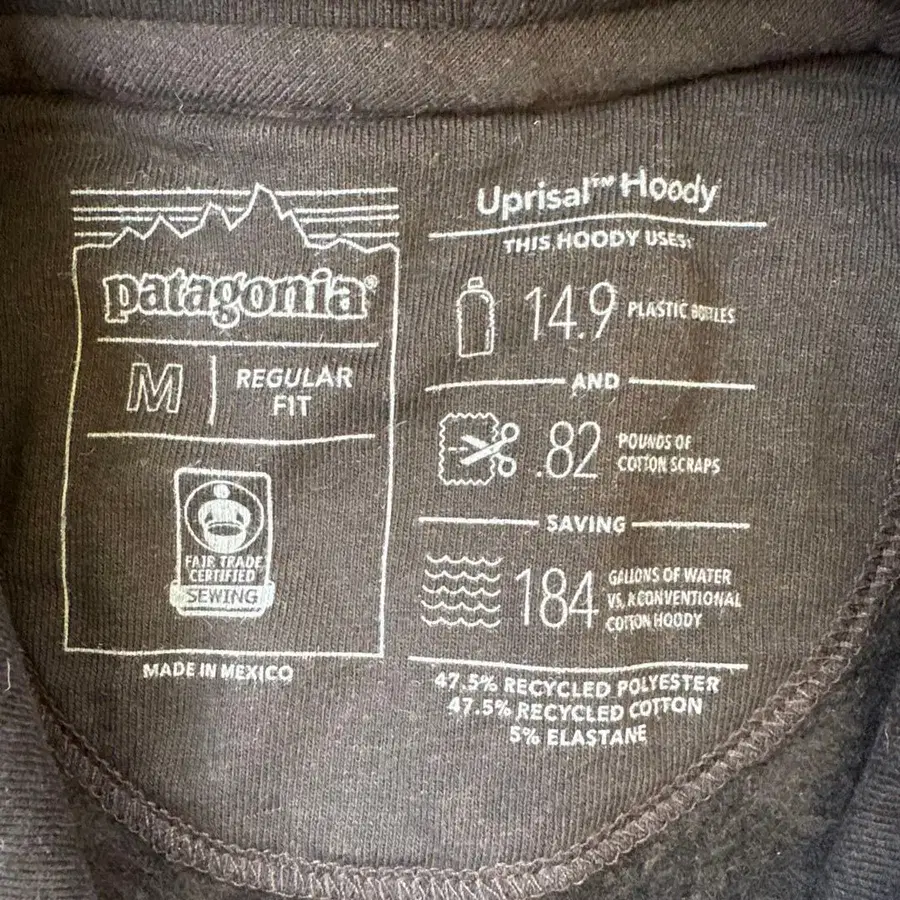 patagonia®
M
REGULAR
FIT
FAIR TRADE
CERTIFIED
SEWING
MADE IN MEXICO
Uprisal™ Hoody
THIS HOODY USES:
14.9 PLASTIC BOTTLES
AND
.82 POUNDS OF
COTTON SCRAPS
SAVING
184 GALLONS OF WATER
VS. A CONVENTIONAL
COTTON HOODY
47.5% RECYCLED POLYESTER
47.5% RECYCLED COTTON
5% ELASTANE